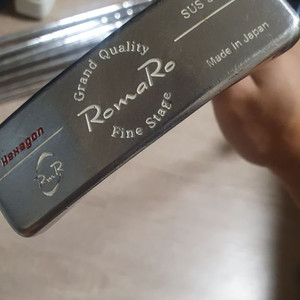 Grand Quality
RomaRo
Fine Stage
SUS
Made in Japan
Hexagon
RmR